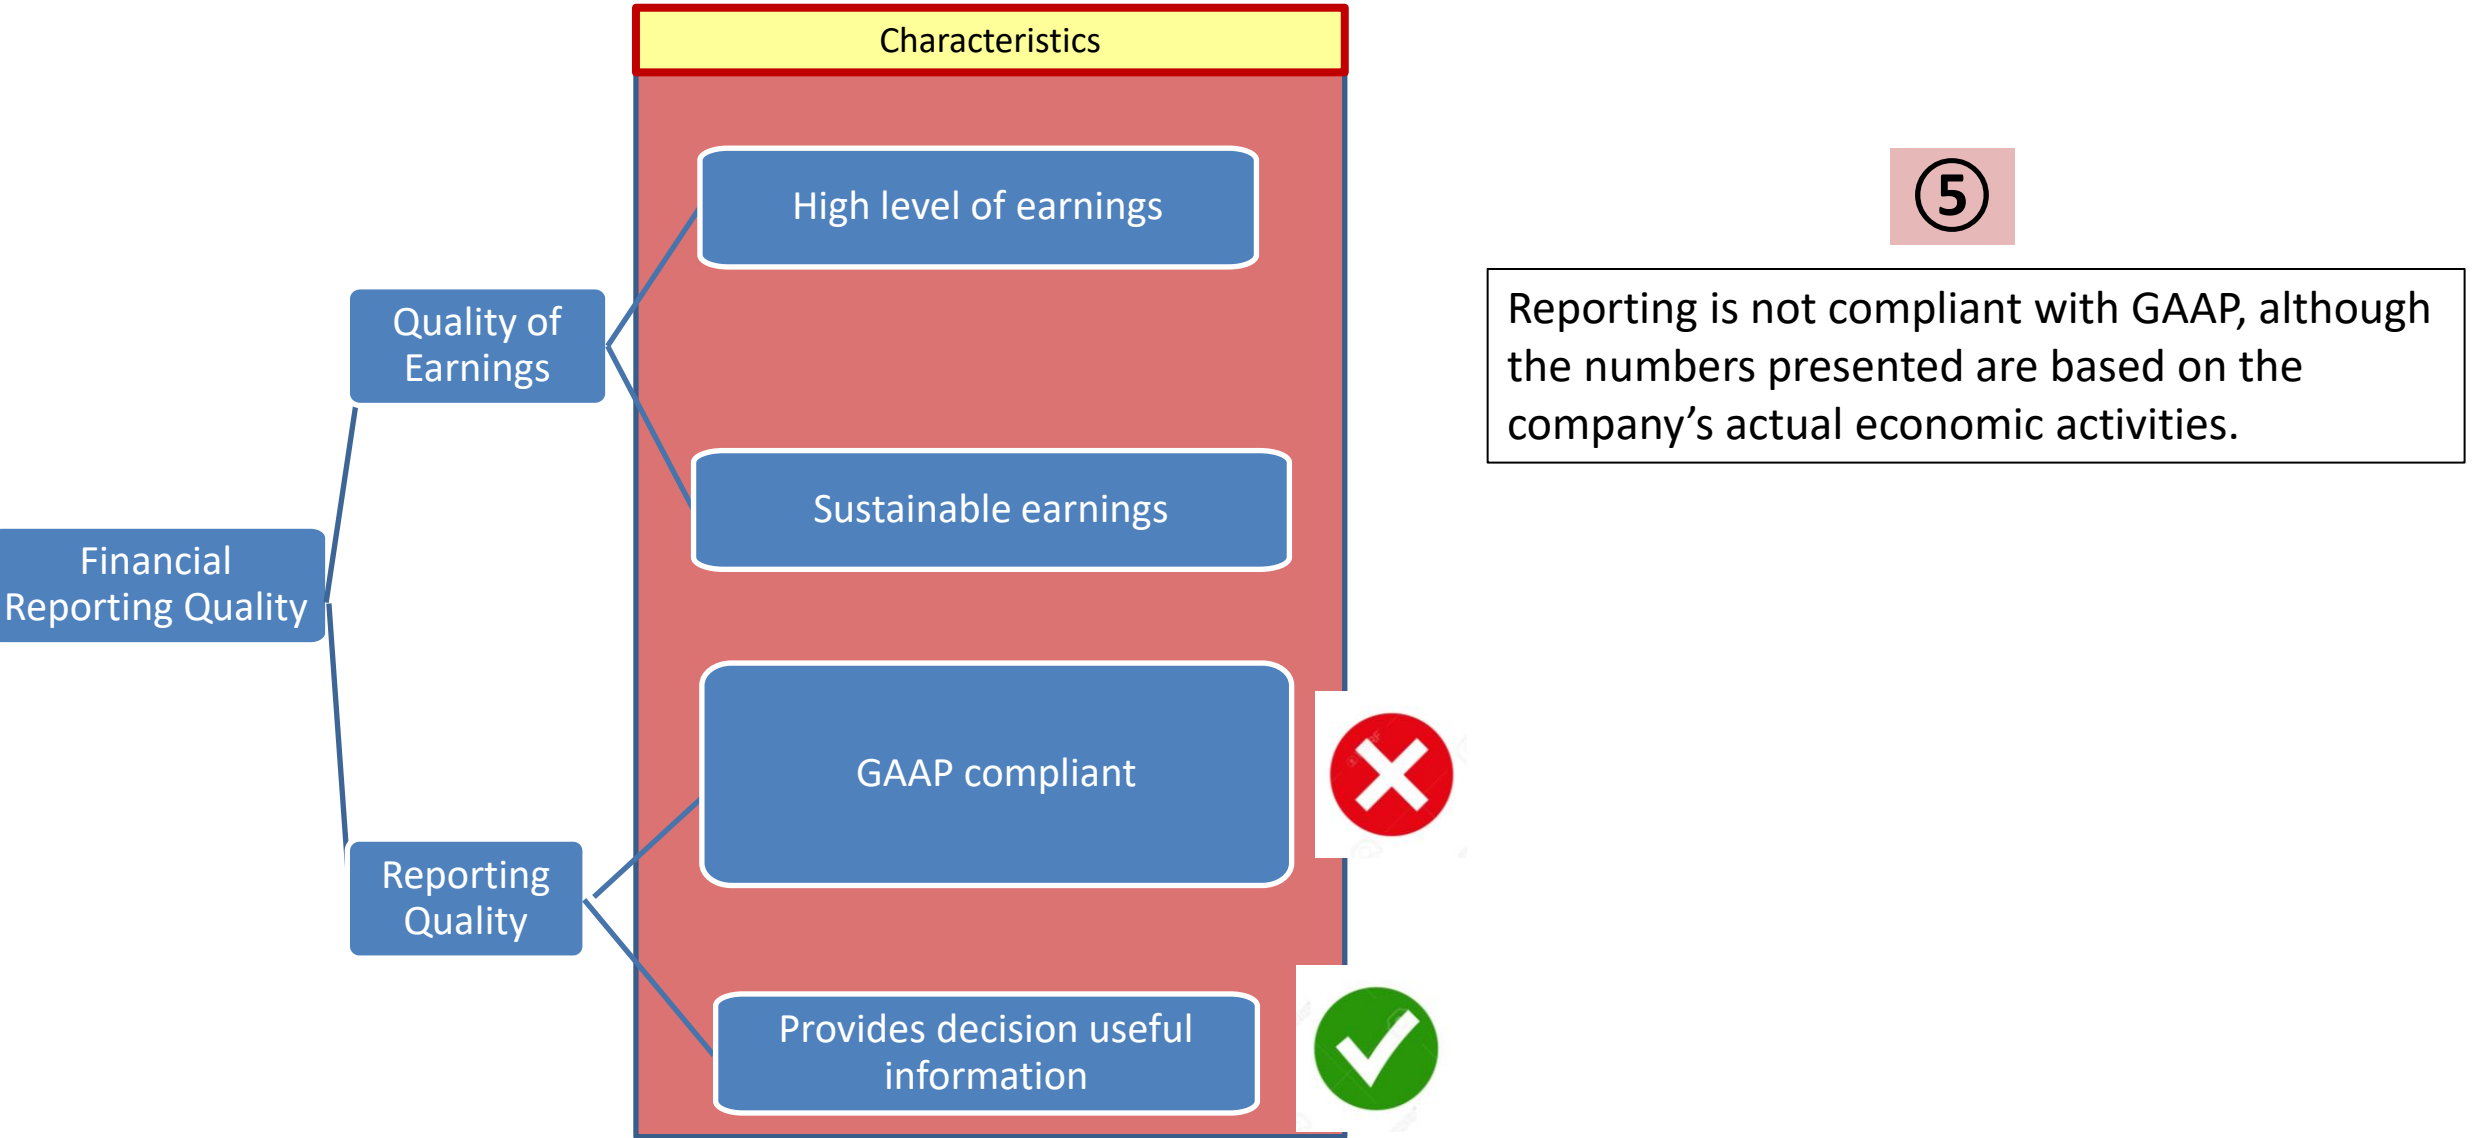 Characteristics
High level of earnings
Quality of
Earnings
Sustainable earnings
Financial
Reporting Quality
GAAP compliant
Reporting
Quality
Provides decision useful
information
⑤
Reporting is not compliant with GAAP, although
the numbers presented are based on the
company’s actual economic activities.